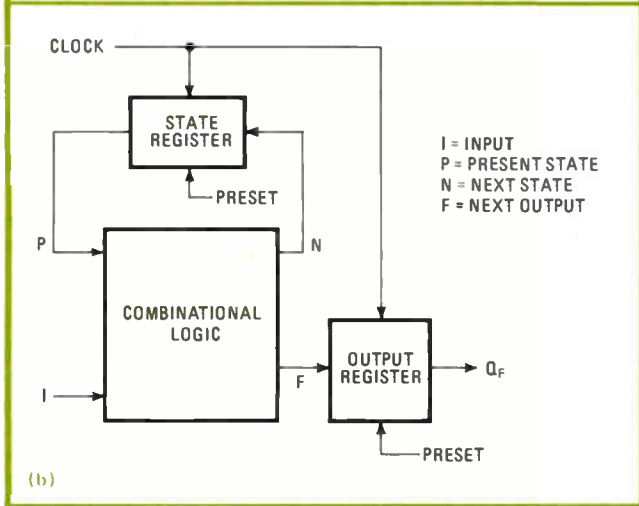 CLOCK
STATE
REGISTER
PRESET
I = INPUT
P = PRESENT STATE
N = NEXT STATE
F = NEXT OUTPUT
P
N
COMBINATIONAL
LOGIC
I
F
OUTPUT
REGISTER
QF
PRESET
(b)